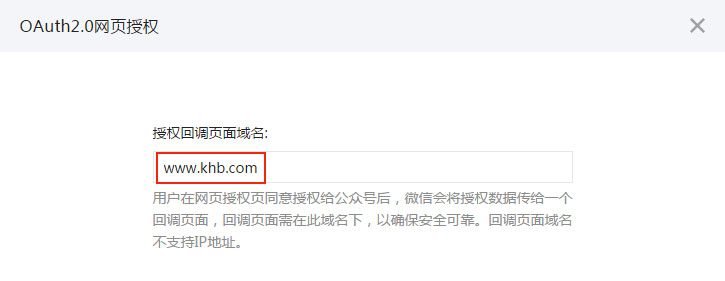 OAuth2.0网页授权
授权回调页面域名:
www.khb.com
用户在网页授权页同意授权给公众号后，微信会将授权数据传给一个
回调页面，回调页面需在此域名下，以确保安全可靠。回调页面域名
不支持IP地址。